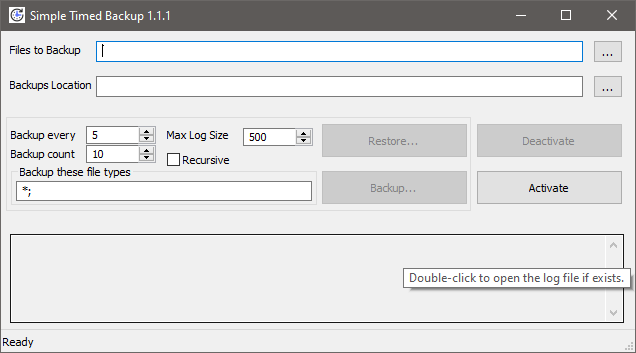 Simple Timed Backup 1.1.1
Files to Backup
...
Backups Location
...
Backup every 5 Max Log Size 500 Restore... Deactivate
Backup count 10 Recursive
Backup these file types
*; Backup... Activate
Double-click to open the log file if exists.
Ready